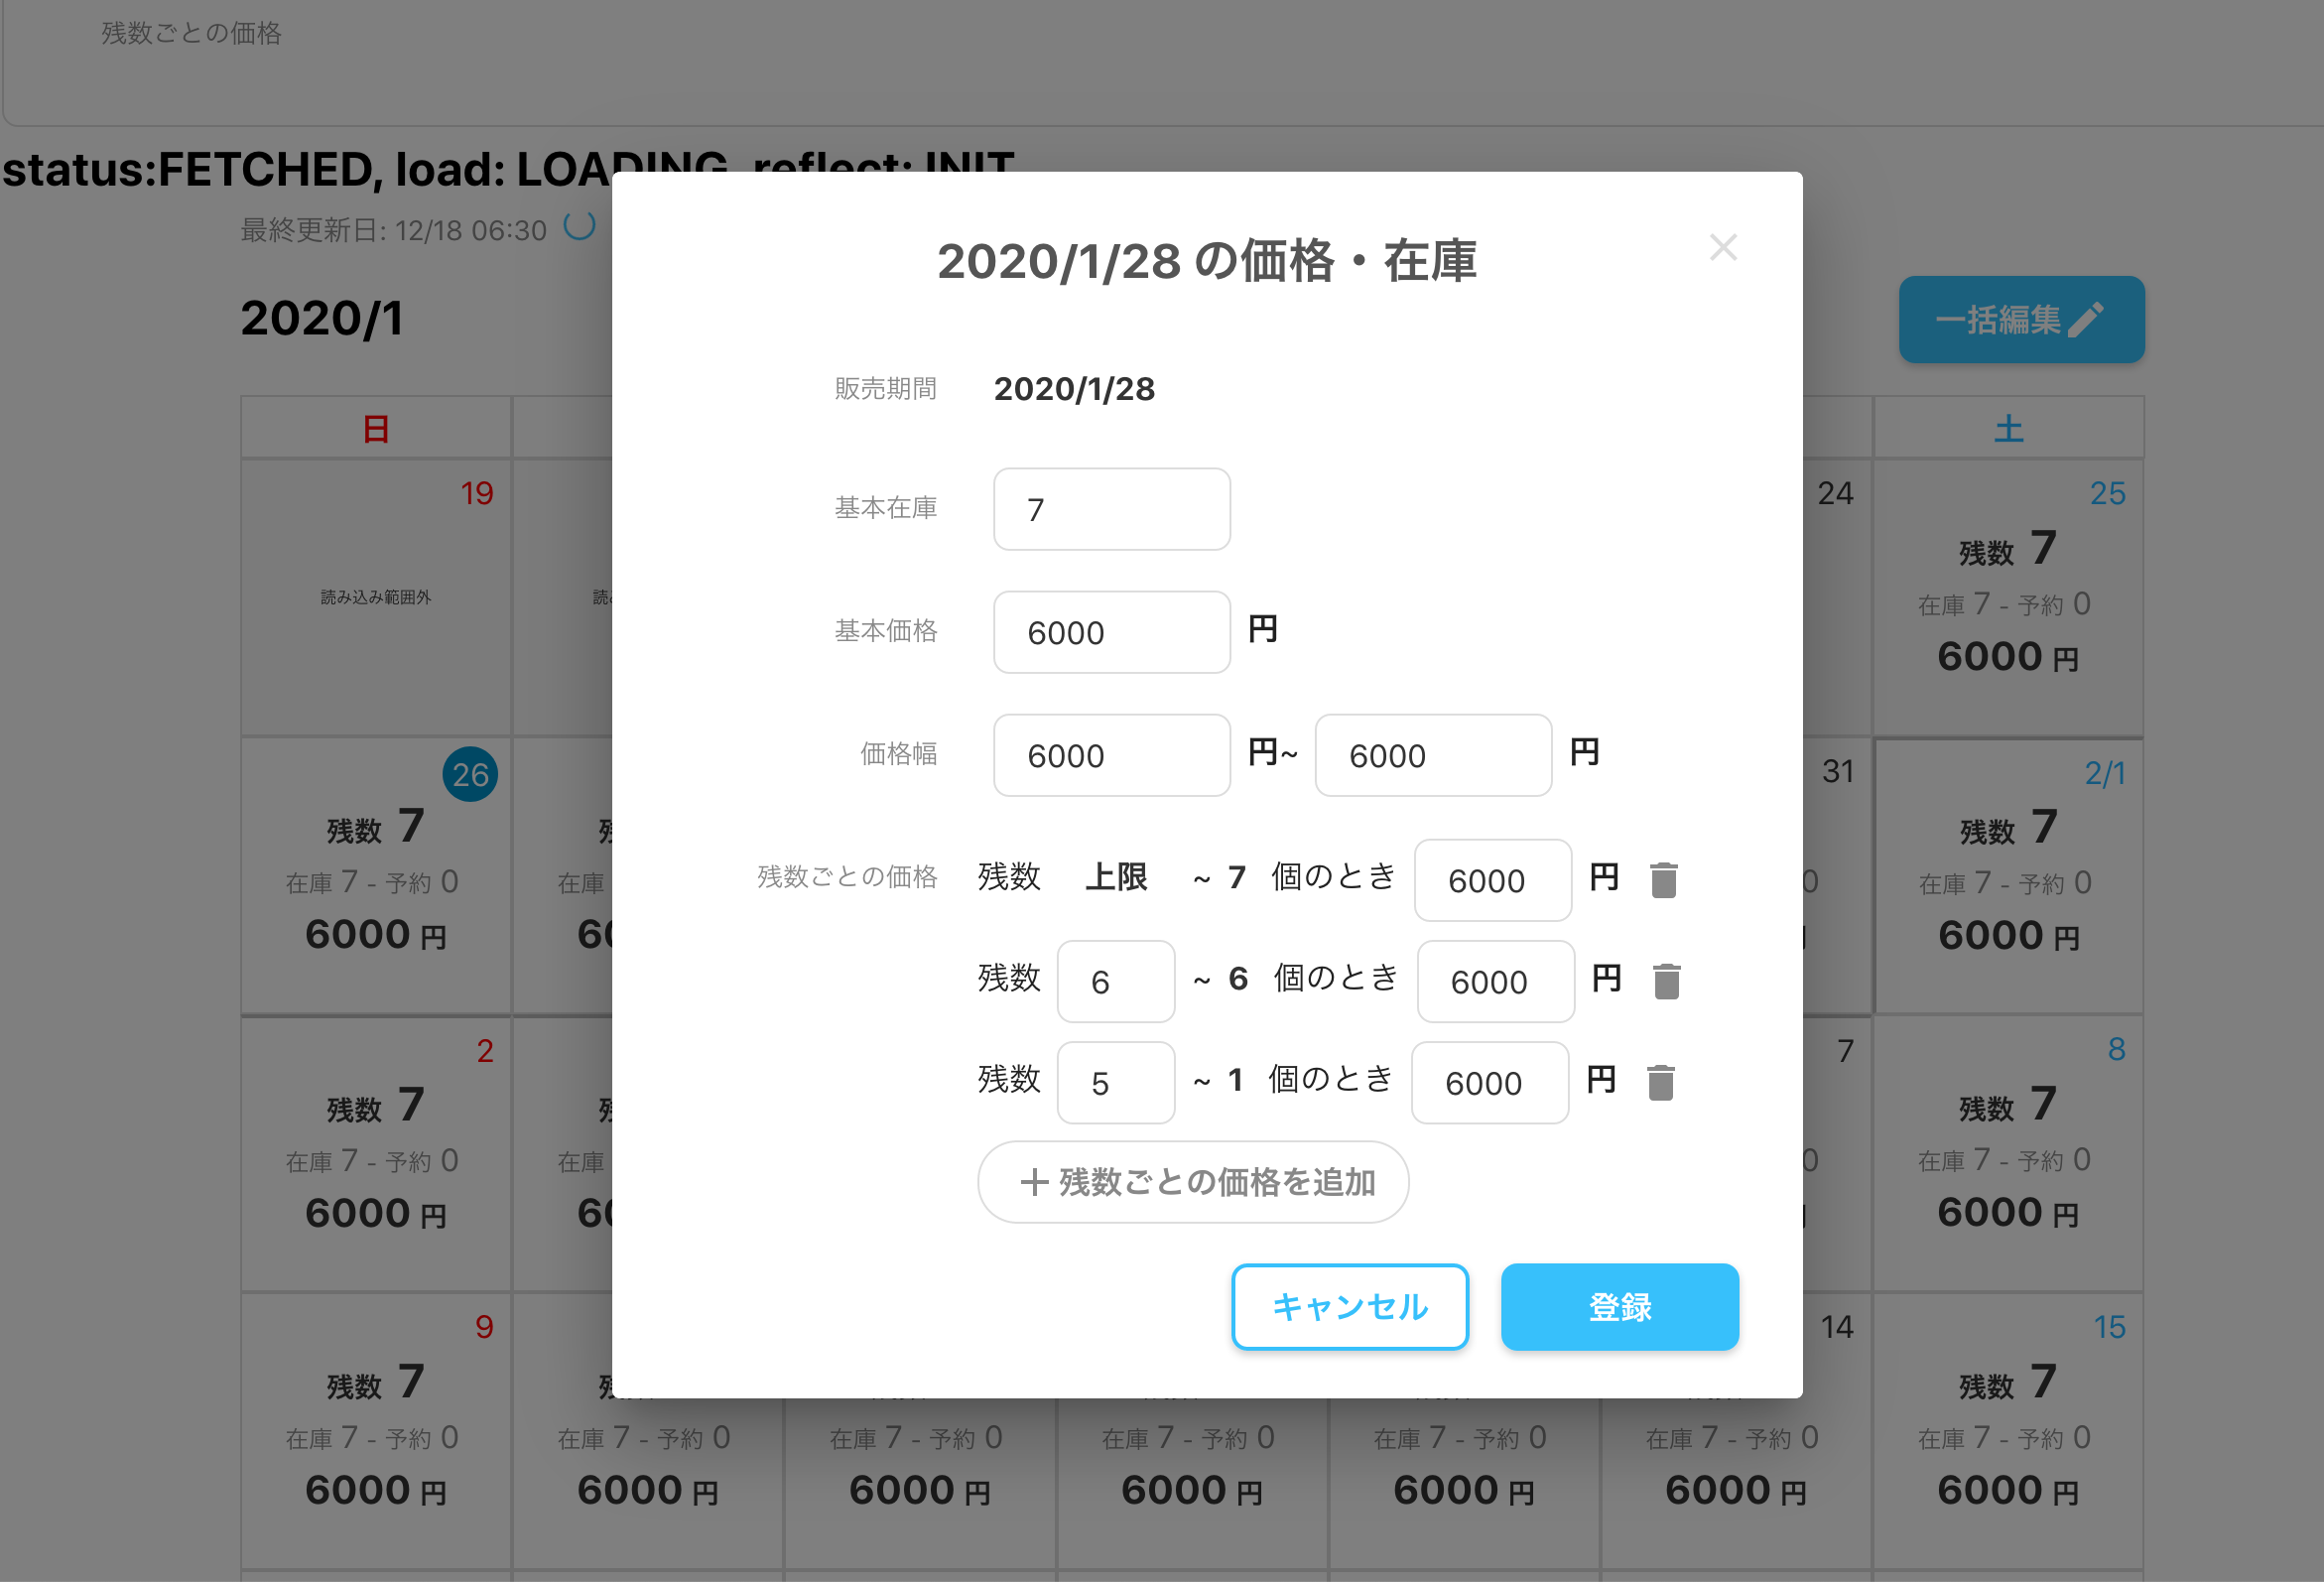 残数ごとの価格
status:FETCHED, load: LOADING, reflect: INIT
最終更新日: 12/18 06:30
2020/1
一括編集
日
土
19
24
25
読み込み範囲外
残数 7
在庫 7 - 予約 0
6000 円
26
31
2/1
残数 7
残数 7
在庫 7 - 予約 0
在庫
0
在庫 7 - 予約 0
6000 円
6000 円
2
7
8
残数 7
残数 7
在庫 7 - 予約 0
在庫
0
在庫 7 - 予約 0
6000 円
6000 円
9
14
15
残数 7
残数 7
在庫 7 - 予約 0
在庫 7 - 予約 0
在庫 7 - 予約 0
在庫 7 - 予約 0
在庫 7 - 予約 0
在庫 7 - 予約 0
在庫 7 - 予約 0
6000 円
6000 円
6000 円
6000 円
6000 円
6000 円
6000 円
2020/1/28 の価格・在庫
販売期間 2020/1/28
基本在庫 7
基本価格 6000 円
価格幅 6000 円~ 6000 円
残数ごとの価格 残数 上限 ~ 7 個のとき 6000 円
残数 6 ~ 6 個のとき 6000 円
残数 5 ~ 1 個のとき 6000 円
+残数ごとの価格を追加
キャンセル 登録